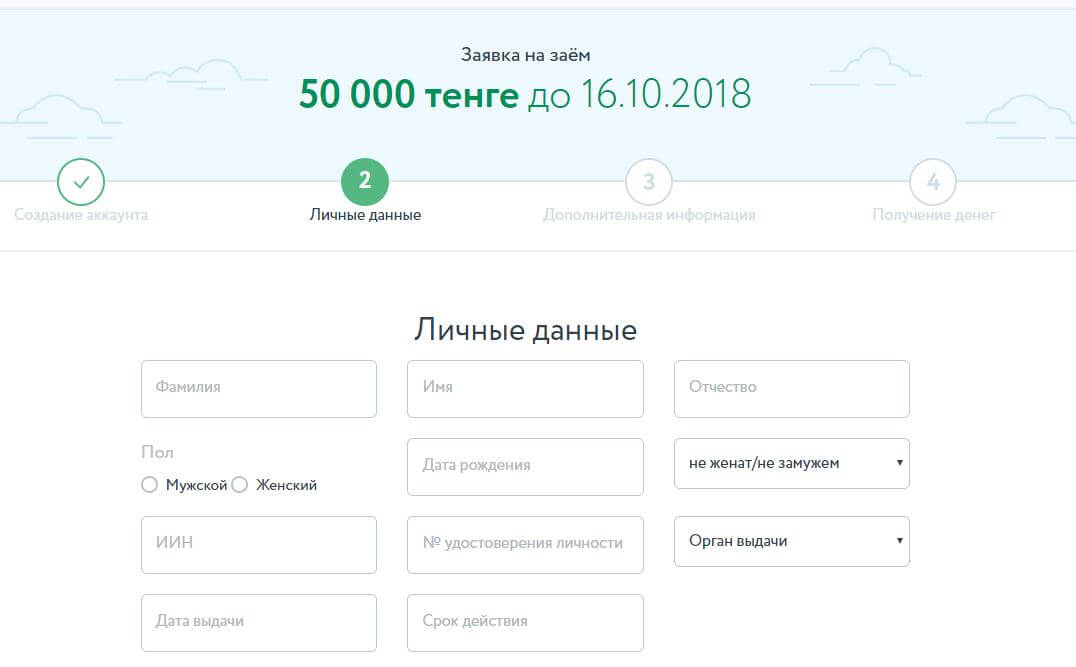 Заявка на заём
50 000 тенге до 16.10.2018
2
3
4
Создание аккаунта
Личные данные
Дополнительная информация
Получение денег
Личные данные
Фамилия
Имя
Отчество
Пол
Мужской
Женский
Дата рождения
не женат/не замужем
ИИН
№ удостоверения личности
Орган выдачи
Дата выдачи
Срок действия